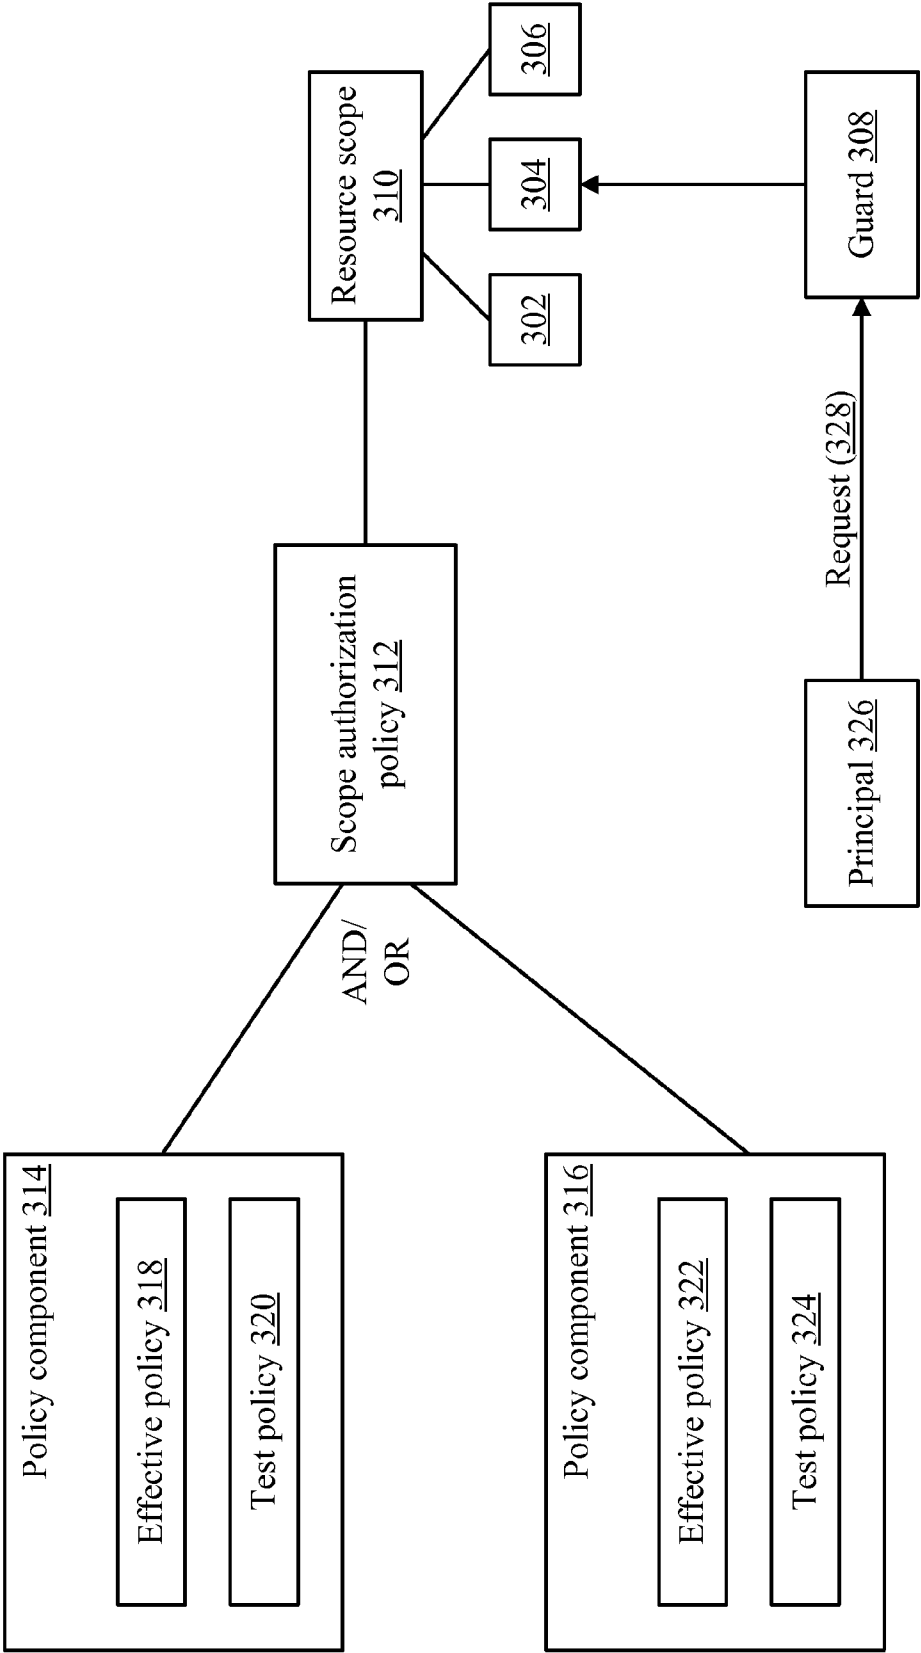 Policy component 314
Effective policy 318
Test policy 320
Policy component 316
Effective policy 322
Test policy 324
AND/
OR
Scope authorization
policy 312
Resource scope
310
302
304
306
Principal 326
Request (328)
Guard 308